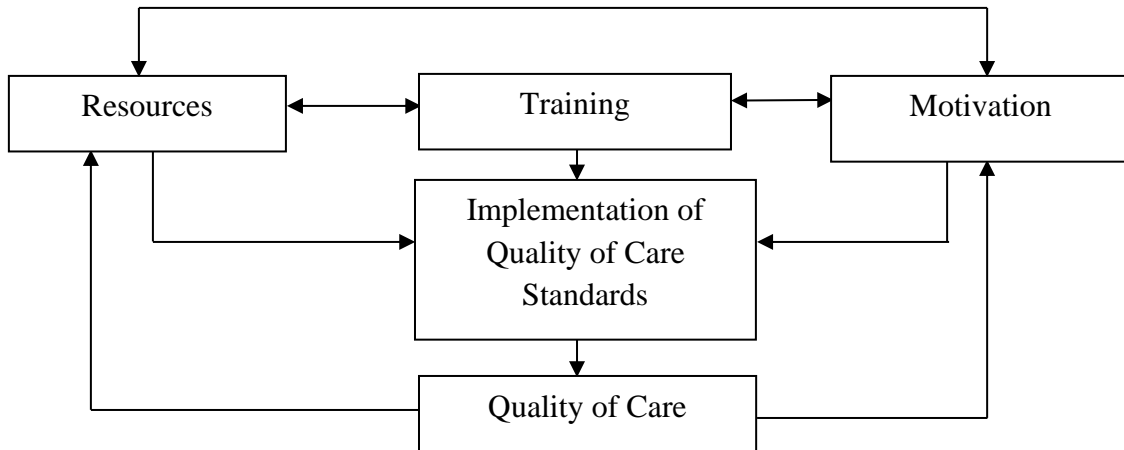 Resources
Training
Motivation
Implementation of
Quality of Care
Standards
Quality of Care